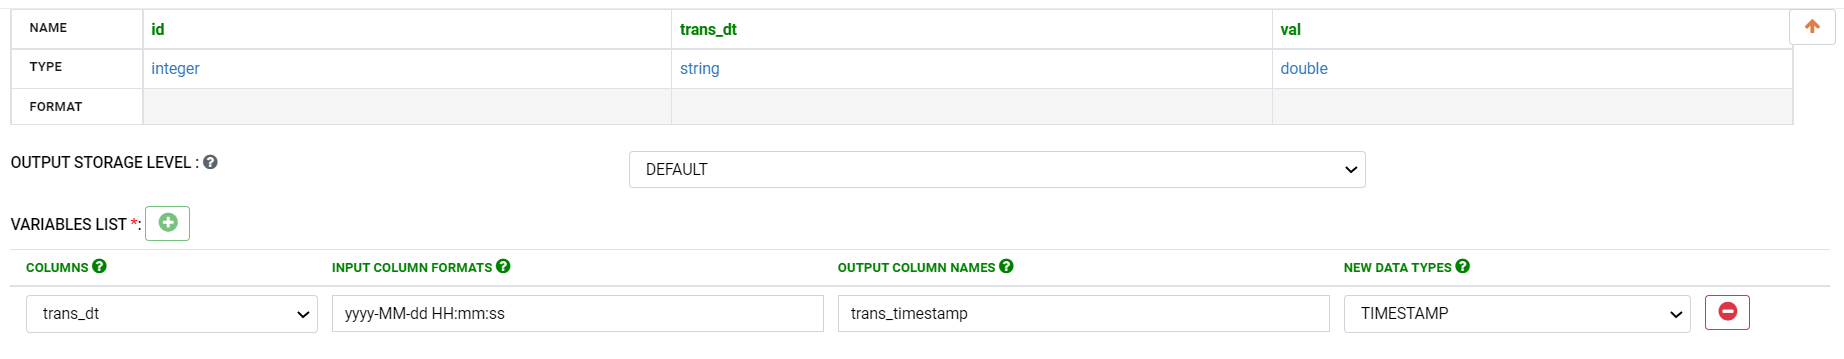 NAME id trans_dt val
TYPE integer string double
FORMAT
OUTPUT STORAGE LEVEL : DEFAULT
VARIABLES LIST *:
COLUMNS INPUT COLUMN FORMATS OUTPUT COLUMN NAMES NEW DATA TYPES
trans_dt yyyy-MM-dd HH:mm:ss trans_timestamp TIMESTAMP